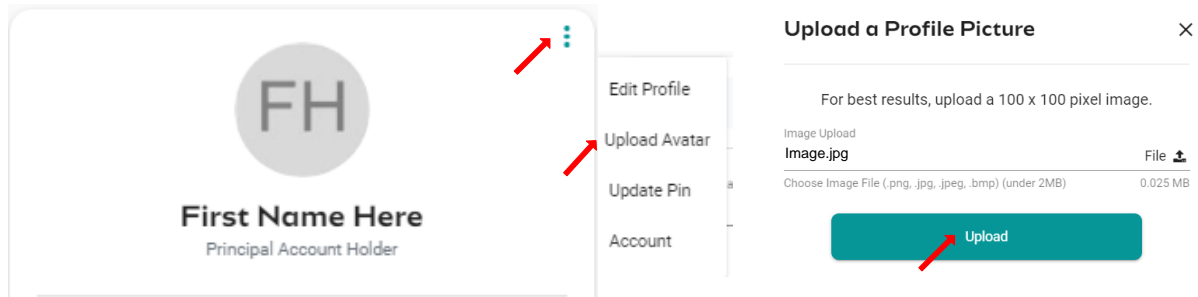 FH
First Name Here
Principal Account Holder
Edit Profile
Upload Avatar
Update Pin
Account
Upload a Profile Picture
For best results, upload a 100 x 100 pixel image.
Image Upload
Image.jpg
File
Choose Image File (.png, .jpg, .jpeg, .bmp) (under 2MB) 0.025 MB
Upload